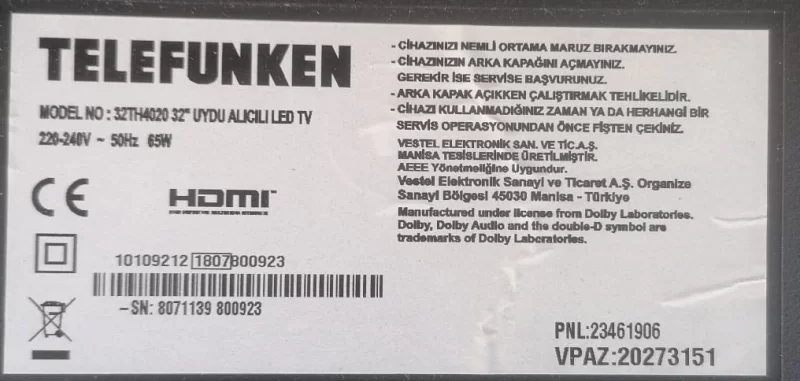 TELEFUNKEN
MODEL NO : 32TH4020 32" UYDU ALICILI LED TV
220-240V ~ 50Hz 65W
CE
HDMI
10109212 1807800923
-SN: 8071139 800923
- CİHAZINIZI NEMLİ ORTAMA MARUZ BIRAKMAYINIZ.
- CİHAZINIZIN ARKA KAPAĞINI AÇMAYINIZ.
GEREKİR İSE SERVİSE BAŞVURUNUZ.
- ARKA KAPAK AÇIKKEN ÇALIŞTIRMAK TEHLİKELİDİR.
- CİHAZI KULLANMADIĞINIZ ZAMAN YA DA HERHANGİ BİR
SERVİS OPERASYONUNDAN ÖNCE FİŞTEN ÇEKİNİZ.
VESTEL ELEKTRONİK SAN. VE TİC.A.Ş.
MANİSA TESİSLERİNDE ÜRETİLMİŞTİR.
AEEE Yönetmeliğine Uygundur.
Vestel Elektronik Sanayi ve Ticaret A.Ş. Organize
Sanayi Bölgesi 45030 Manisa - Türkiye
Manufactured under license from Dolby Laboratories.
Dolby, Dolby Audio and the double-D symbol are
trademarks of Dolby Laboratories.
PNL:23461906
VPAZ:20273151